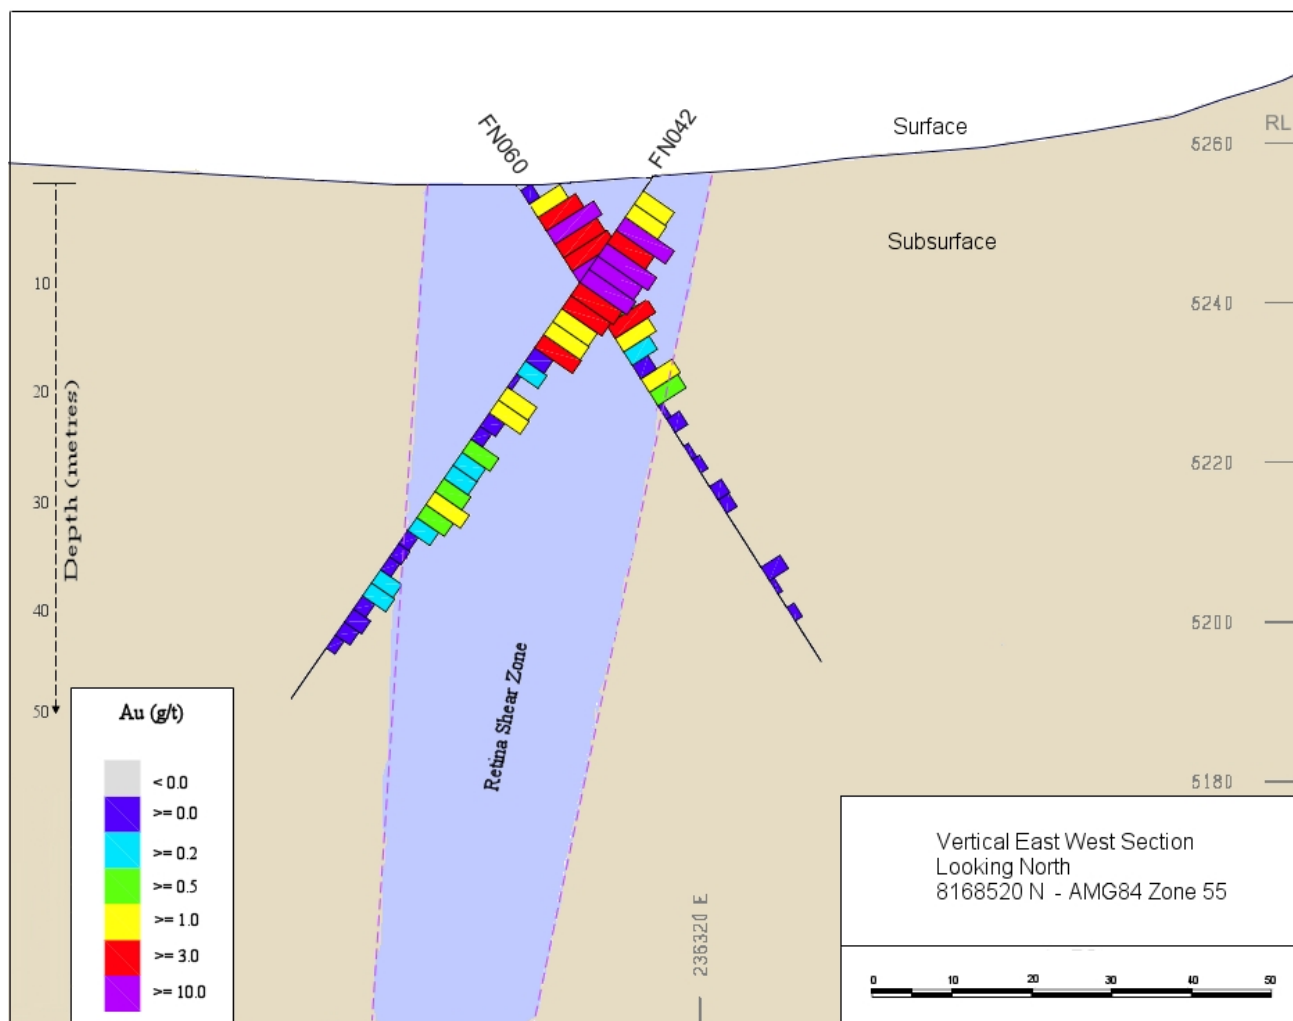 FN060
FN042
Surface
RL
5260
Subsurface
10
5240
20
Depth (metres)
5220
30
40
5200
Retina Shear Zone
50
Au (g/t)
< 0.0
>= 0.0
>= 0.2
>= 0.5
>= 1.0
>= 3.0
>= 10.0
5180
236320 E
Vertical East West Section
Looking North
8168520 N - AMG84 Zone 55
0 10 20 30 40 50